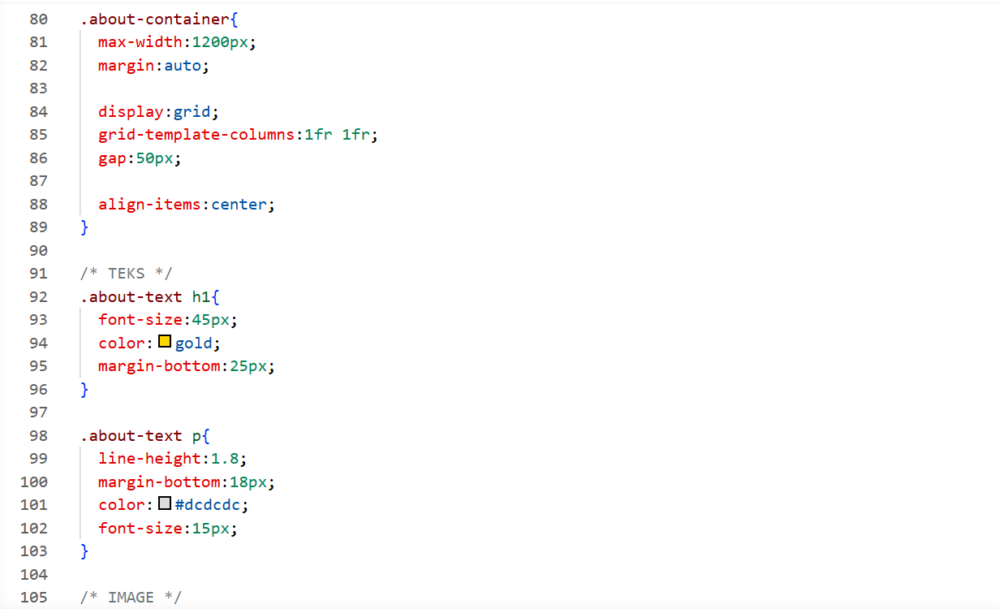 80 .about-container{
81 max-width:1200px;
82 margin:auto;
83
84 display:grid;
85 grid-template-columns:1fr 1fr;
86 gap:50px;
87
88 align-items:center;
89 }
90
91 /* TEKS */
92 .about-text h1{
93 font-size:45px;
94 color:gold;
95 margin-bottom:25px;
96 }
97
98 .about-text p{
99 line-height:1.8;
100 margin-bottom:18px;
101 color:#dcdcdc;
102 font-size:15px;
103 }
104
105 /* IMAGE */